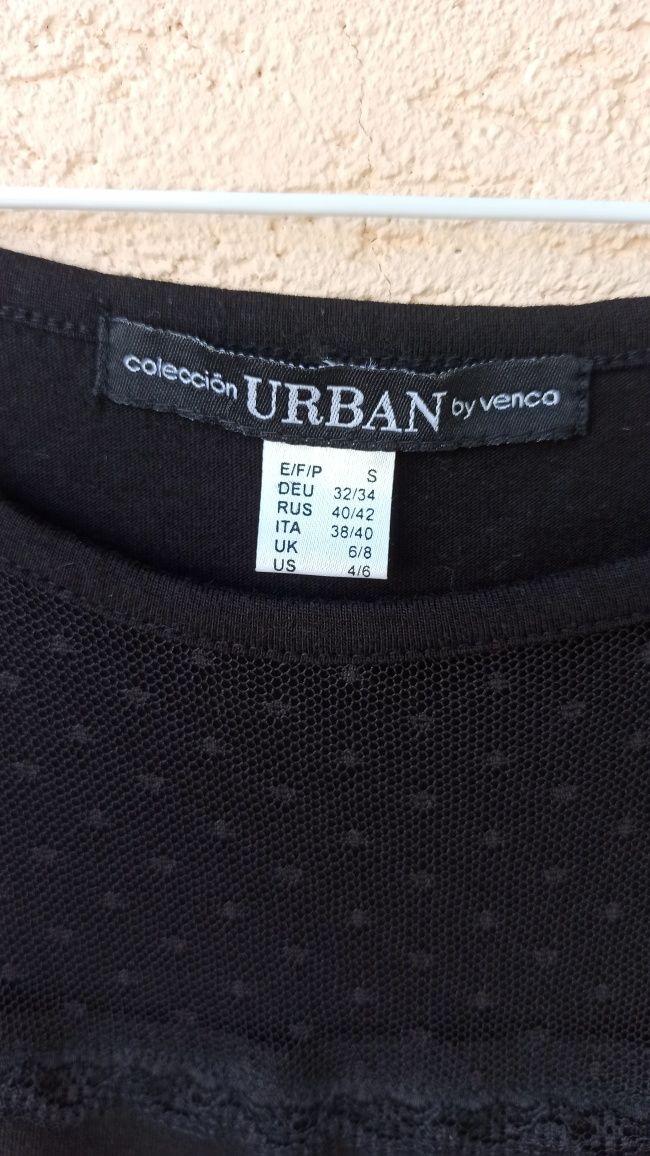 colección URBAN by venca
E/F/P S
DEU 32/34
RUS 40/42
ITA 38/40
UK 6/8
US 4/6